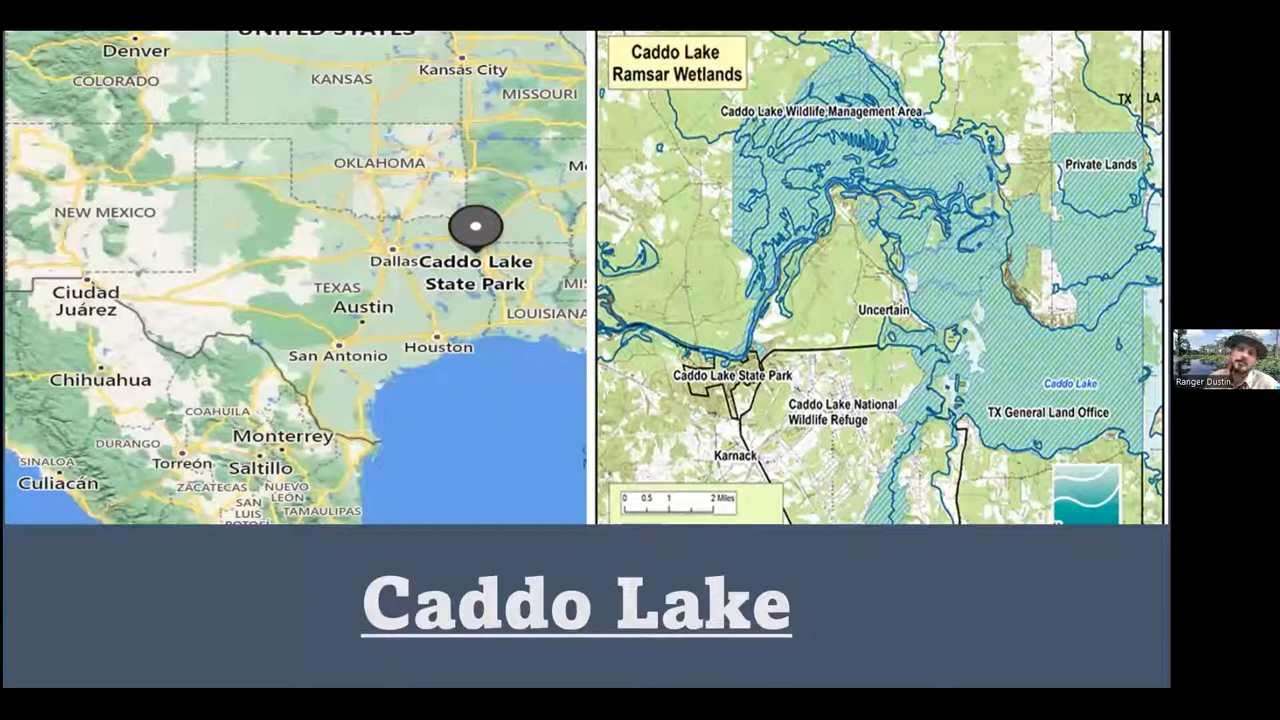 UNITED STATES
Denver
COLORADO
KANSAS
Kansas City
MISSOURI
OKLAHOMA
NEW MEXICO
Dallas
Caddo Lake
State Park
TEXAS
Ciudad
Juárez
Austin
LOUISIANA
San Antonio
Houston
Chihuahua
COAHUILA
Monterrey
DURANGO
Torreón
Saltillo
SINALOA
Culiacán
ZACATECAS
NUEVO
LEÓN
SAN
LUIS
POTOSÍ
TAMAULIPAS
Caddo Lake
Ramsar Wetlands
Caddo Lake Wildlife Management Area
TX
LA
Private Lands
Uncertain
Caddo Lake State Park
Caddo Lake
TX General Land Office
Caddo Lake National
Wildlife Refuge
Karnack
0 0.5 1 2 Miles
Caddo Lake
Ranger Dustin